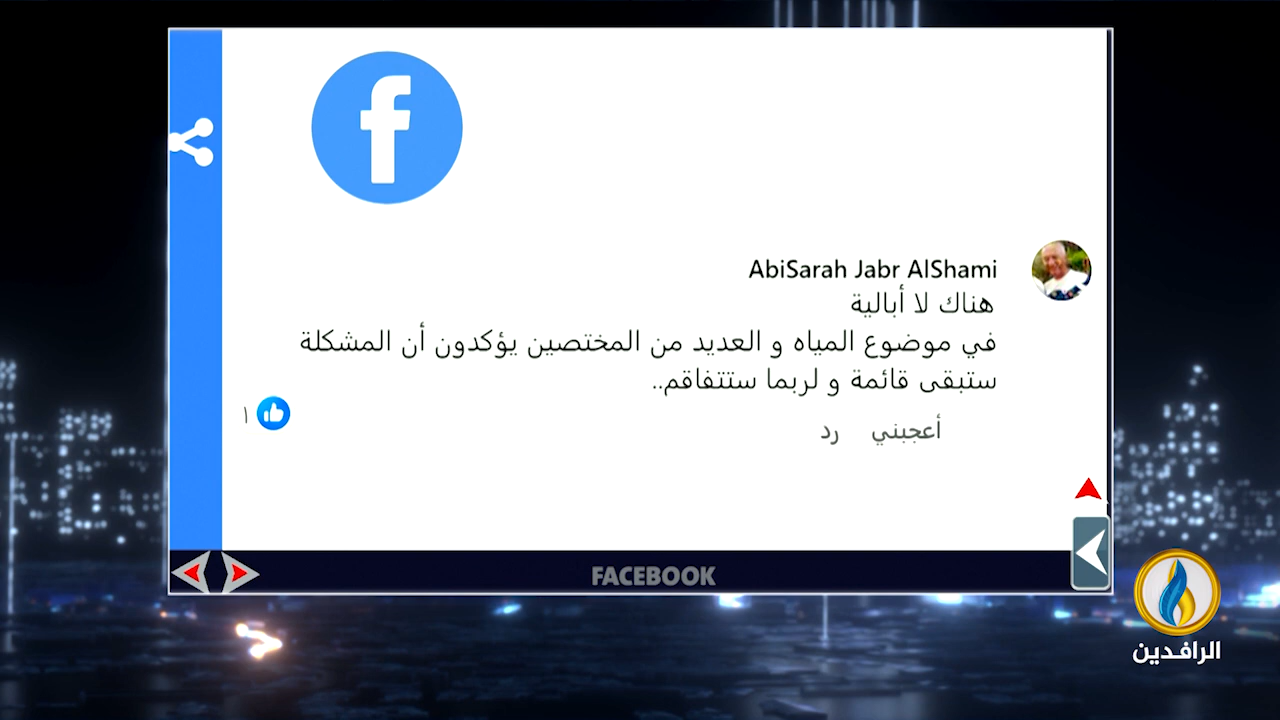 f
AbiSarah Jabr AlShami
هناك لا أبالية
في موضوع المياه و العديد من المختصين يؤكدون أن المشكلة
ستبقى قائمة و لربما ستتفاقم..
١
أعجبني رد
FACEBOOK
الرافدين